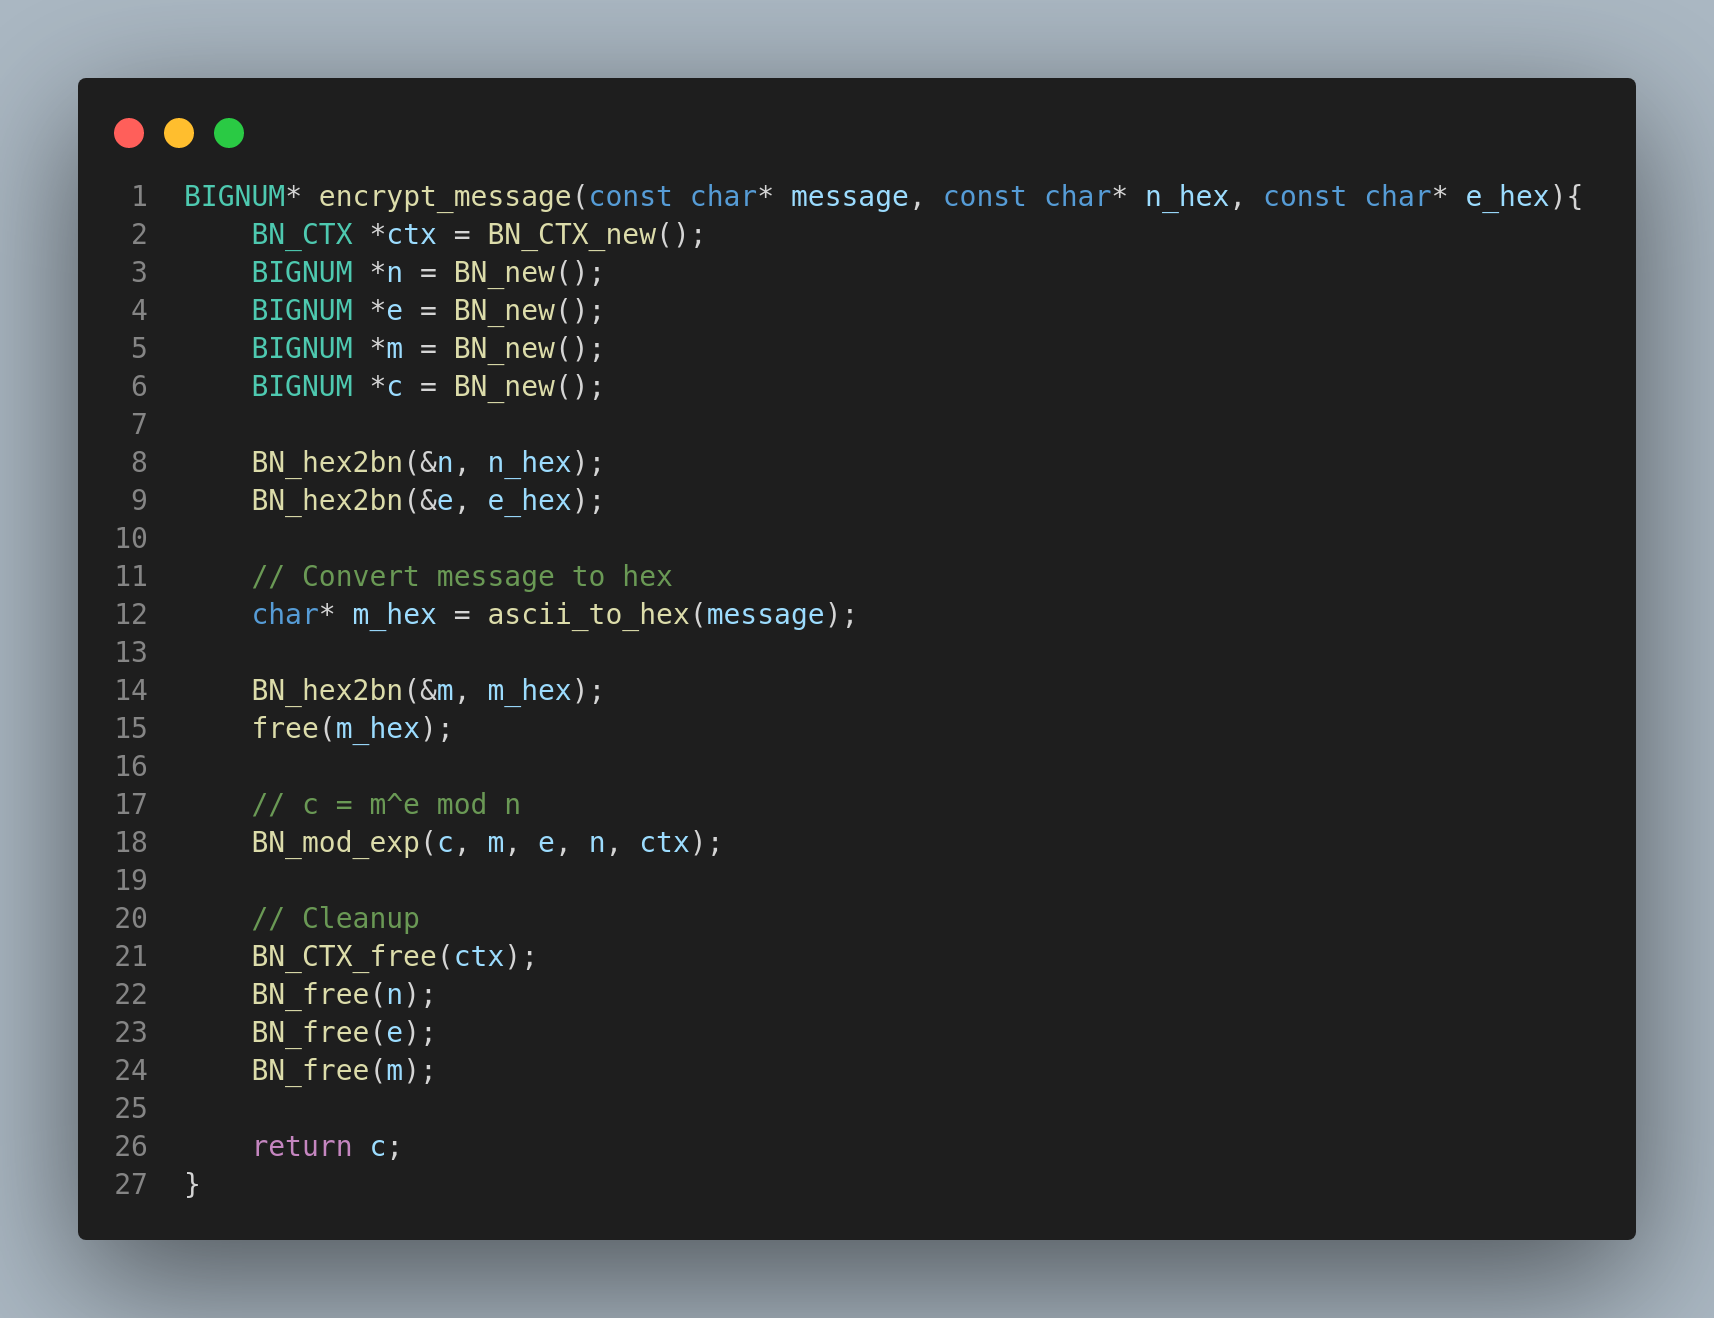 1 BIGNUM* encrypt_message(const char* message, const char* n_hex, const char* e_hex){
2     BN_CTX *ctx = BN_CTX_new();
3     BIGNUM *n = BN_new();
4     BIGNUM *e = BN_new();
5     BIGNUM *m = BN_new();
6     BIGNUM *c = BN_new();
7
8     BN_hex2bn(&n, n_hex);
9     BN_hex2bn(&e, e_hex);
10
11     // Convert message to hex
12     char* m_hex = ascii_to_hex(message);
13
14     BN_hex2bn(&m, m_hex);
15     free(m_hex);
16
17     // c = m^e mod n
18     BN_mod_exp(c, m, e, n, ctx);
19
20     // Cleanup
21     BN_CTX_free(ctx);
22     BN_free(n);
23     BN_free(e);
24     BN_free(m);
25
26     return c;
27 }